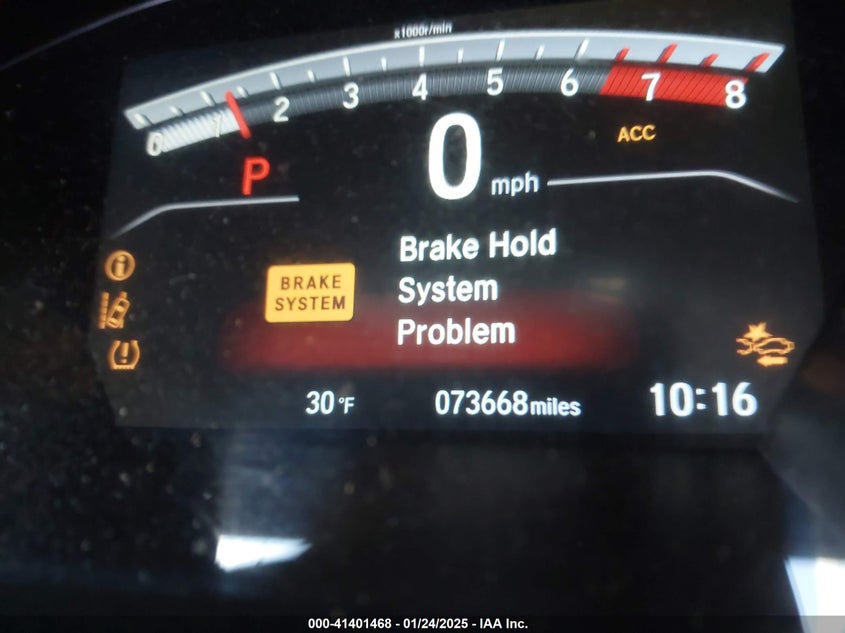 x1000r/min
0 1 2 3 4 5 6 7 8
ACC
P
0 mph
Brake Hold
System
Problem
BRAKE
SYSTEM
30°F
073668miles
10:16
000-41401468 - 01/24/2025 - IAA Inc.